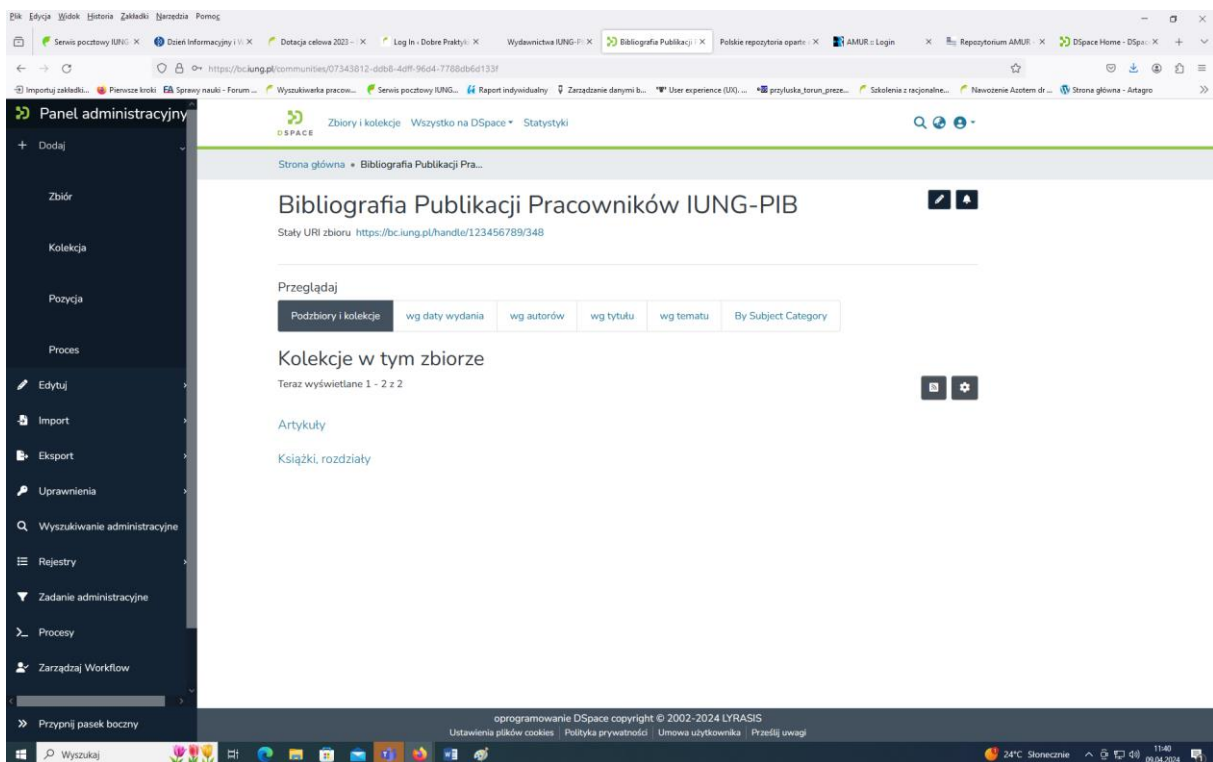 Plik Edycja Widok Historia Zakładki Narzędzia Pomoc
Serwis pocztowy IUNG- Dzień Informacyjny i Dotacja celowa 2023 – Log In ‹ Dobre Praktyki Wydawnictwa IUNG-P Bibliografia Publikacji Polskie repozytoria oparte AMUR :: Login Repozytorium AMUR DSpace Home - DSpa
https://bc.iung.pl/communities/07343812-ddb8-4dff-96d4-7788db6d133f
Importuj zakładki... Pierwsze kroki Sprawy nauki - Forum ... Wyszukiwarka pracow... Serwis pocztowy IUNG... Raport indywidualny Zarządzanie danymi b... User experience (UX). ... przyluska_torun_preze... Szkolenia z racjonalne... Nawożenie Azotem dr ... Strona główna - Artagro
Panel administracyjny
Dodaj
Zbiór
Kolekcja
Pozycja
Proces
Edytuj
Import
Eksport
Uprawnienia
Wyszukiwanie administracyjne
Rejestry
Zadanie administracyjne
Procesy
Zarządzaj Workflow
Przypnij pasek boczny
DSPACE
Zbiory i kolekcje Wszystko na DSpace Statystyki
Strona główna • Bibliografia Publikacji Pra...
Bibliografia Publikacji Pracowników IUNG-PIB
Stały URI zbioru https://bc.iung.pl/handle/123456789/348
Przeglądaj
Podzbiory i kolekcje wg daty wydania wg autorów wg tytułu wg tematu By Subject Category
Kolekcje w tym zbiorze
Teraz wyświetlane 1 - 2 z 2
Artykuły
Książki, rozdziały
oprogramowanie DSpace copyright © 2002-2024 LYRASIS
Ustawienia plików cookies Polityka prywatności Umowa użytkownika Prześlij uwagi
Wyszukaj
24°C Słonecznie
11:40
09.04.2024